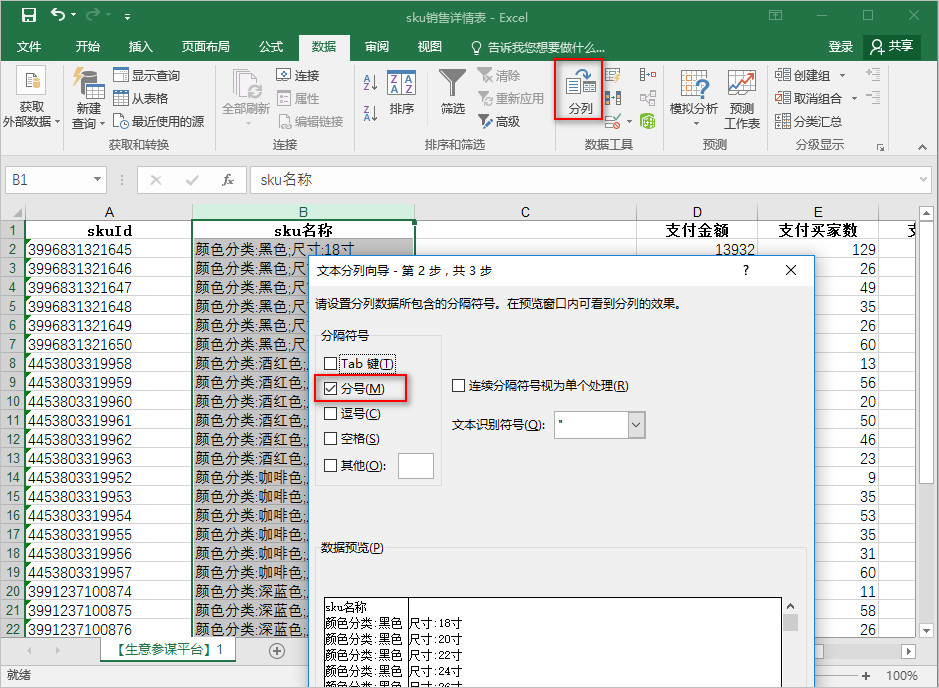 sku销售详情表 - Excel
文件 开始 插入 页面布局 公式 数据 审阅 视图 告诉我您想要做什么... 登录 共享
获取外部数据
新建查询
显示查询
从表格
最近使用的源
获取和转换
全部刷新
连接
属性
编辑链接
连接
排序
筛选
清除
重新应用
高级
排序和筛选
分列
数据工具
模拟分析
预测工作表
预测
创建组
取消组合
分类汇总
分级显示
B1 fx sku名称
A B C D E
1 skuId sku名称 支付金额 支付买家数
2 3996831321645 颜色分类:黑色;尺寸:18寸 13932 129
3 3996831321646 颜色分类:黑色;尺 26
4 3996831321647 颜色分类:黑色;尺 49
5 3996831321648 颜色分类:黑色;尺 35
6 3996831321649 颜色分类:黑色;尺 26
7 3996831321650 颜色分类:黑色;尺 60
8 4453803319958 颜色分类:酒红色; 13
9 4453803319959 颜色分类:酒红色; 56
10 4453803319960 颜色分类:酒红色; 20
11 4453803319961 颜色分类:酒红色; 50
12 4453803319962 颜色分类:酒红色; 46
13 4453803319963 颜色分类:酒红色; 23
14 4453803319952 颜色分类:咖啡色; 9
15 4453803319953 颜色分类:咖啡色; 35
16 4453803319954 颜色分类:咖啡色; 53
17 4453803319955 颜色分类:咖啡色; 35
18 4453803319956 颜色分类:咖啡色; 31
19 4453803319957 颜色分类:咖啡色; 60
20 3991237100874 颜色分类:深蓝色; 11
21 3991237100875 颜色分类:深蓝色; 58
22 3991237100876 颜色分类:深蓝色; 26
文本分列向导 - 第 2 步，共 3 步 ?
请设置分列数据所包含的分隔符号。在预览窗口内可看到分列的效果。
分隔符号
Tab 键(T)
分号(M)
逗号(C)
空格(S)
其他(O):
连续分隔符号视为单个处理(R)
文本识别符号(Q): "
数据预览(P)
sku名称
颜色分类:黑色 尺寸:18寸
颜色分类:黑色 尺寸:20寸
颜色分类:黑色 尺寸:22寸
颜色分类:黑色 尺寸:24寸
颜色分类:黑色 尺寸:26寸
【生意参谋平台】1
就绪 100%